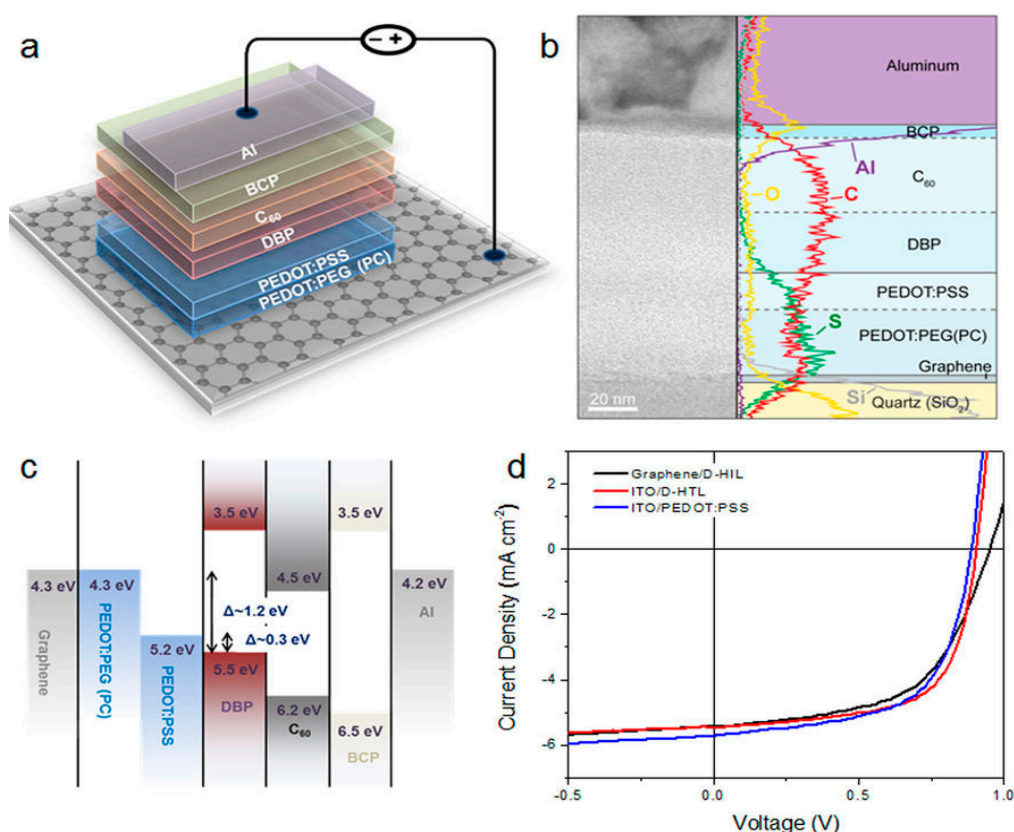 a
Al
BCP
C₆₀
DBP
PEDOT:PSS
PEDOT:PEG (PC)
b
Aluminum
BCP
Al
C₆₀
O
C
DBP
PEDOT:PSS
S
PEDOT:PEG(PC)
Graphene
Si
Quartz (SiO₂)
20 nm
c
3.5 eV
3.5 eV
4.3 eV
4.3 eV
4.5 eV
4.2 eV
Δ~1.2 eV
Δ~0.3 eV
5.2 eV
5.5 eV
6.2 eV
6.5 eV
Graphene
PEDOT:PEG (PC)
PEDOT:PSS
DBP
C₆₀
BCP
Al
d
Graphene/D-HIL
ITO/D-HTL
ITO/PEDOT:PSS
Current Density (mA cm⁻²)
2
0
-2
-4
-6
-0.5
0.0
0.5
1.0
Voltage (V)